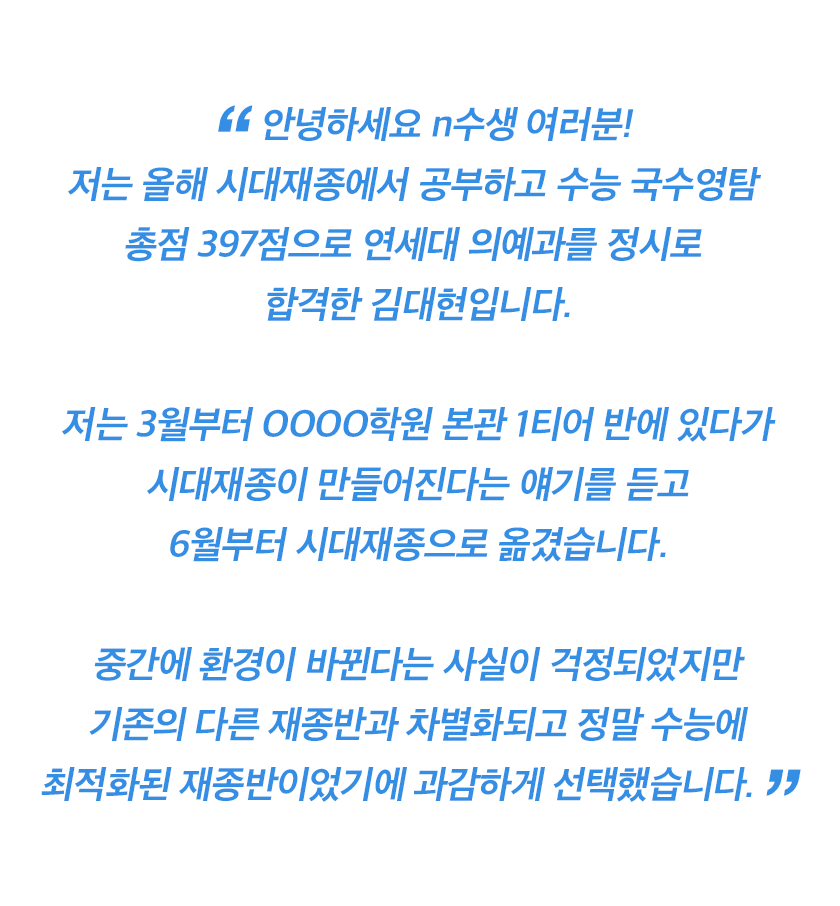 “ 안녕하세요 n수생 여러분!
저는 올해 시대재종에서 공부하고 수능 국수영탐
총점 397점으로 연세대 의예과를 정시로
합격한 김대현입니다.
저는 3월부터 OOOO학원 본관 1티어 반에 있다가
시대재종이 만들어진다는 얘기를 듣고
6월부터 시대재종으로 옮겼습니다.
중간에 환경이 바뀐다는 사실이 걱정되었지만
기존의 다른 재종반과 차별화되고 정말 수능에
최적화된 재종반이었기에 과감하게 선택했습니다. ”